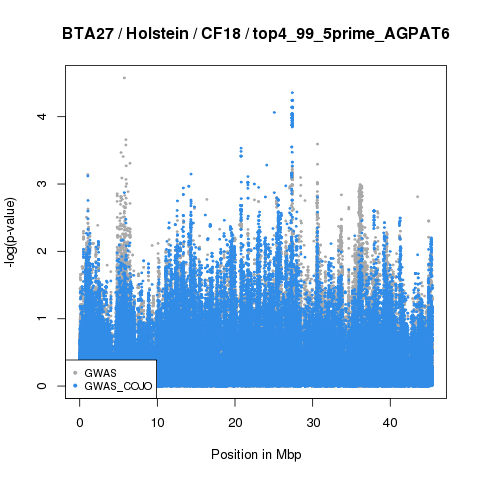 BTA27 / Holstein / CF18 / top4_99_5prime_AGPAT6
-log(p-value)
4
3
2
1
0
GWAS
GWAS_COJO
0 10 20 30 40
Position in Mbp